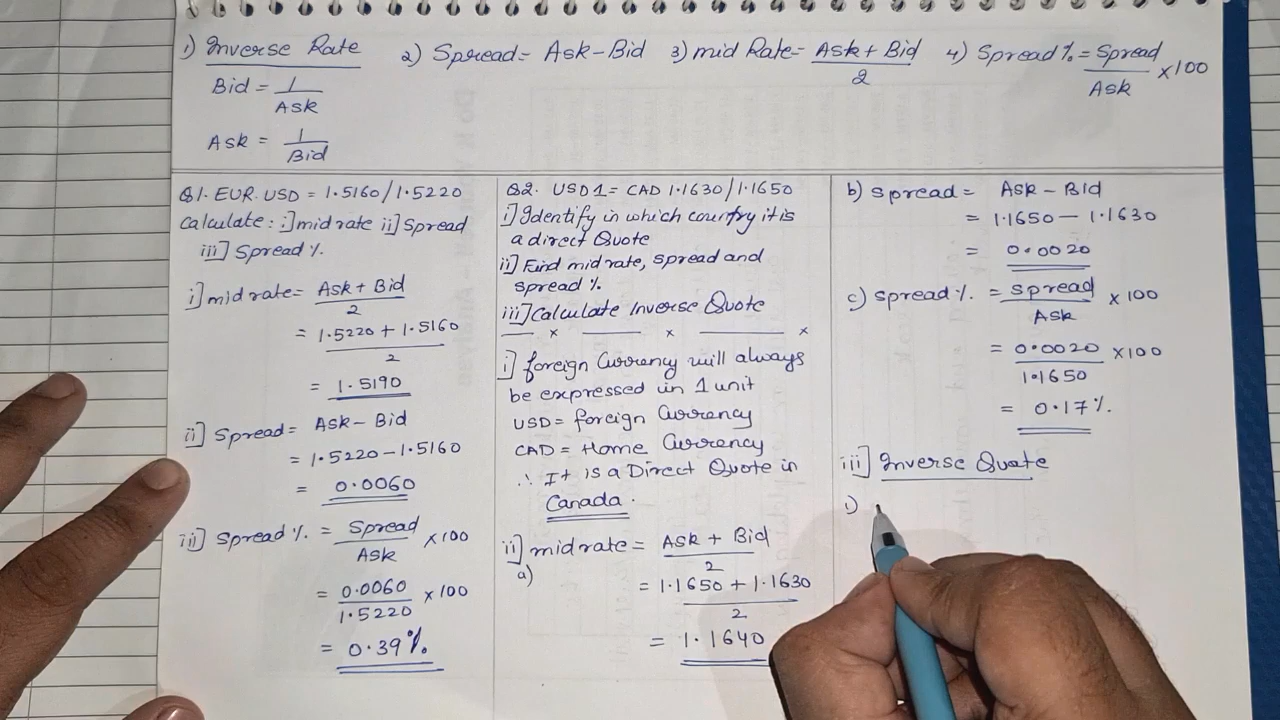 1) Inverse Rate
Bid = 1/Ask
Ask = 1/Bid
2) Spread = Ask - Bid
3) mid Rate = Ask + Bid / 2
4) Spread % = Spread / Ask × 100
Q1. EUR.USD = 1.5160/1.5220
Calculate: i] mid rate ii] Spread
iii] Spread %.
i] mid rate = Ask + Bid / 2
= 1.5220 + 1.5160 / 2
= 1.5190
ii] Spread = Ask - Bid
= 1.5220 - 1.5160
= 0.0060
iii] Spread % = Spread / Ask × 100
= 0.0060 / 1.5220 × 100
= 0.39%
Q2. USD 1 = CAD 1.1630/1.1650
i] Identify in which country it is
a direct Quote
ii] Find mid rate, spread and
spread %.
iii] Calculate Inverse Quote
i] foreign Currency will always
be expressed in 1 unit
USD = foreign Currency
CAD = Home Currency
∴ It is a Direct Quote in
Canada.
ii] mid rate = Ask + Bid / 2
a)
= 1.1650 + 1.1630 / 2
= 1.1640
b) Spread = Ask - Bid
= 1.1650 - 1.1630
= 0.0020
c) Spread %. = Spread / Ask × 100
= 0.0020 / 1.1650 × 100
= 0.17%.
iii] Inverse Quote
1)